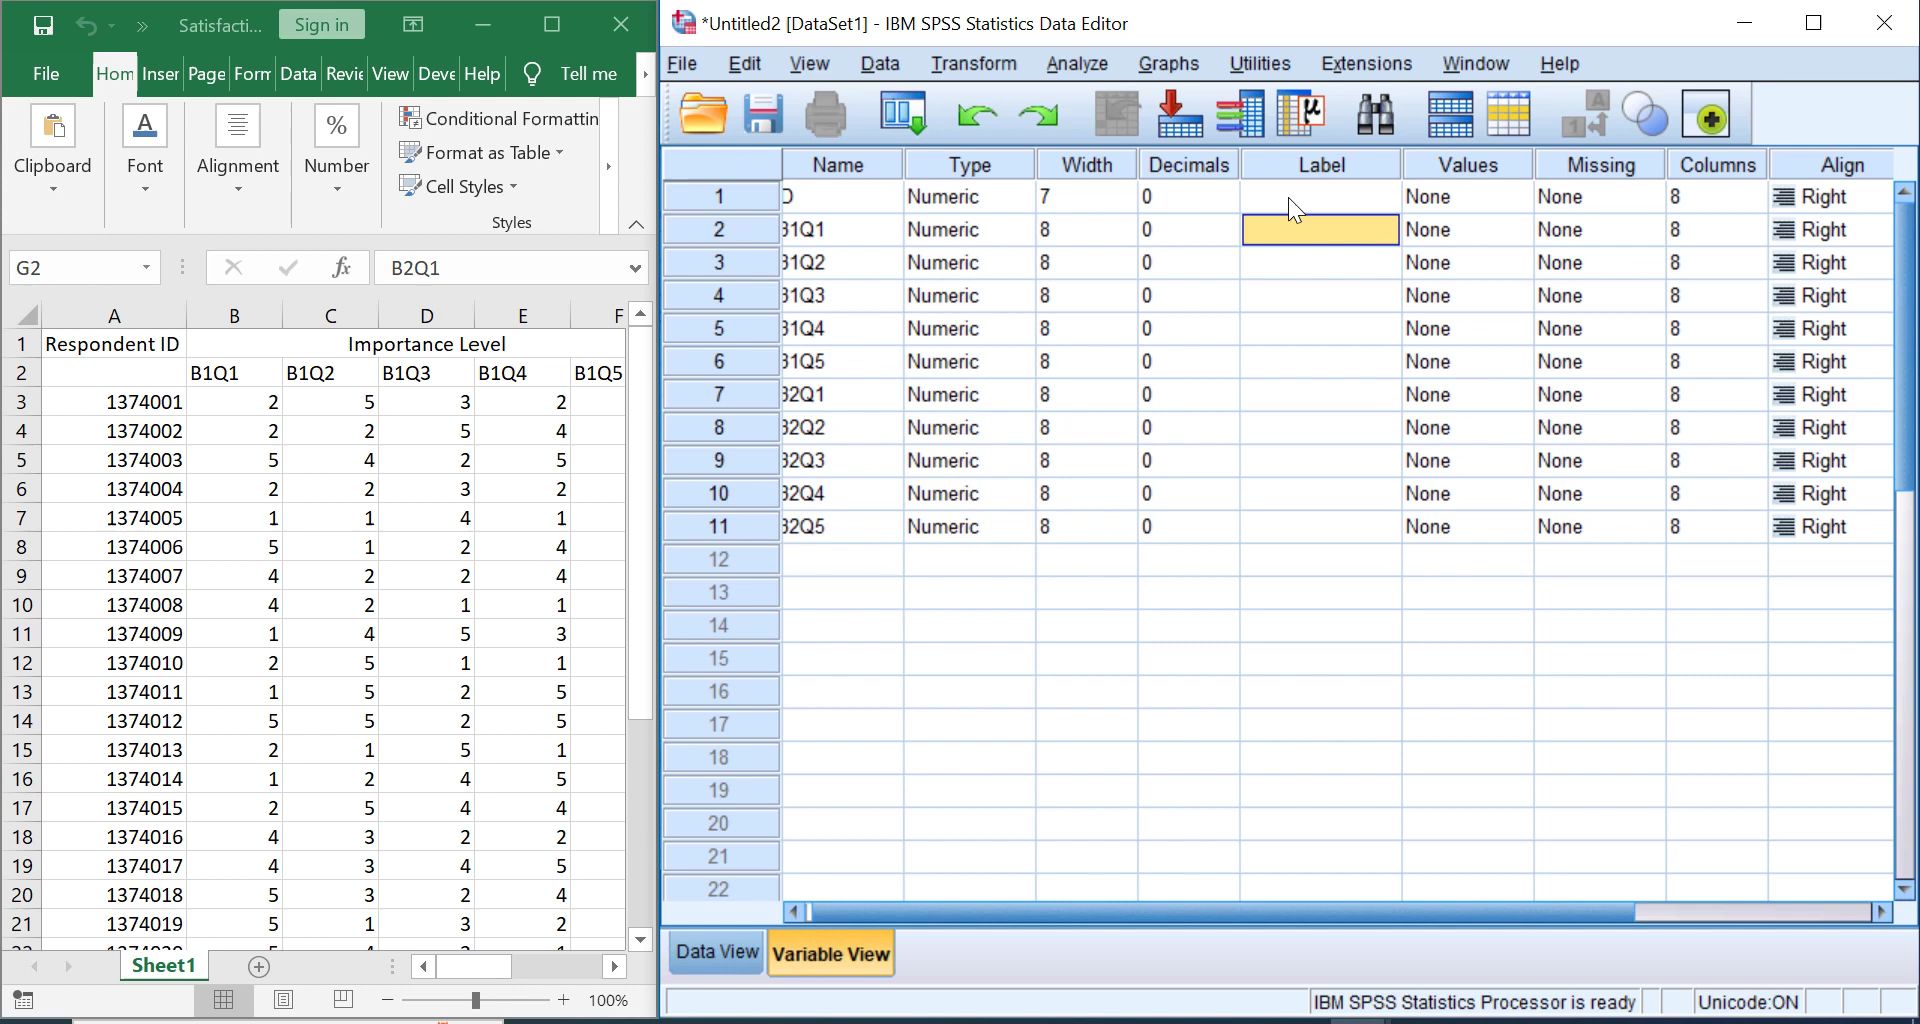 Satisfacti... Sign in
File Hom Inser Page Forn Data Revie View Deve Help Tell me
Clipboard Font Alignment Number
Conditional Formattin
Format as Table
Cell Styles
Styles
G2 fx B2Q1
A B C D E F
1 Respondent ID Importance Level
2 B1Q1 B1Q2 B1Q3 B1Q4 B1Q5
3 1374001 2 5 3 2
4 1374002 2 2 5 4
5 1374003 5 4 2 5
6 1374004 2 2 3 2
7 1374005 1 1 4 1
8 1374006 5 1 2 4
9 1374007 4 2 2 4
10 1374008 4 2 1 1
11 1374009 1 4 5 3
12 1374010 2 5 1 1
13 1374011 1 5 2 5
14 1374012 5 5 2 5
15 1374013 2 1 5 1
16 1374014 1 2 4 5
17 1374015 2 5 4 4
18 1374016 4 3 2 2
19 1374017 4 3 4 5
20 1374018 5 3 2 4
21 1374019 5 1 3 2
Sheet1
100%
*Untitled2 [DataSet1] - IBM SPSS Statistics Data Editor
File Edit View Data Transform Analyze Graphs Utilities Extensions Window Help
Name Type Width Decimals Label Values Missing Columns Align
1 D Numeric 7 0 None None 8 Right
2 B1Q1 Numeric 8 0 None None 8 Right
3 B1Q2 Numeric 8 0 None None 8 Right
4 B1Q3 Numeric 8 0 None None 8 Right
5 B1Q4 Numeric 8 0 None None 8 Right
6 B1Q5 Numeric 8 0 None None 8 Right
7 B2Q1 Numeric 8 0 None None 8 Right
8 B2Q2 Numeric 8 0 None None 8 Right
9 B2Q3 Numeric 8 0 None None 8 Right
10 B2Q4 Numeric 8 0 None None 8 Right
11 B2Q5 Numeric 8 0 None None 8 Right
12
13
14
15
16
17
18
19
20
21
22
Data View Variable View
IBM SPSS Statistics Processor is ready Unicode:ON